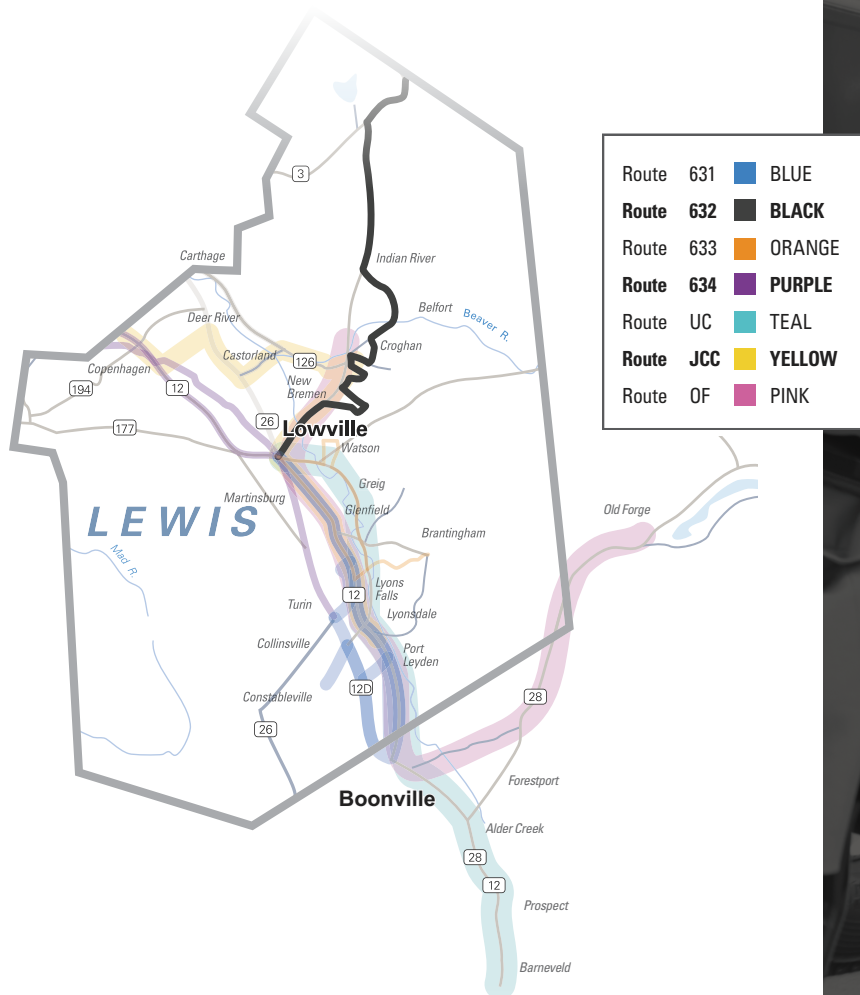 3
Carthage
Indian River
Belfort
Beaver R.
Deer River
Croghan
Castorland
126
Copenhagen
New
Bremen
194
12
26
177
Lowville
Watson
Martinsburg
Greig
Glenfield
LEWIS
Brantingham
Old Forge
Mad R.
Lyons
Falls
12
Turin
Lyonsdale
Collinsville
Port
Leyden
12D
Constableville
28
26
Boonville
Forestport
Alder Creek
28
12
Prospect
Barneveld
Route 631 BLUE
Route 632 BLACK
Route 633 ORANGE
Route 634 PURPLE
Route UC TEAL
Route JCC YELLOW
Route OF PINK